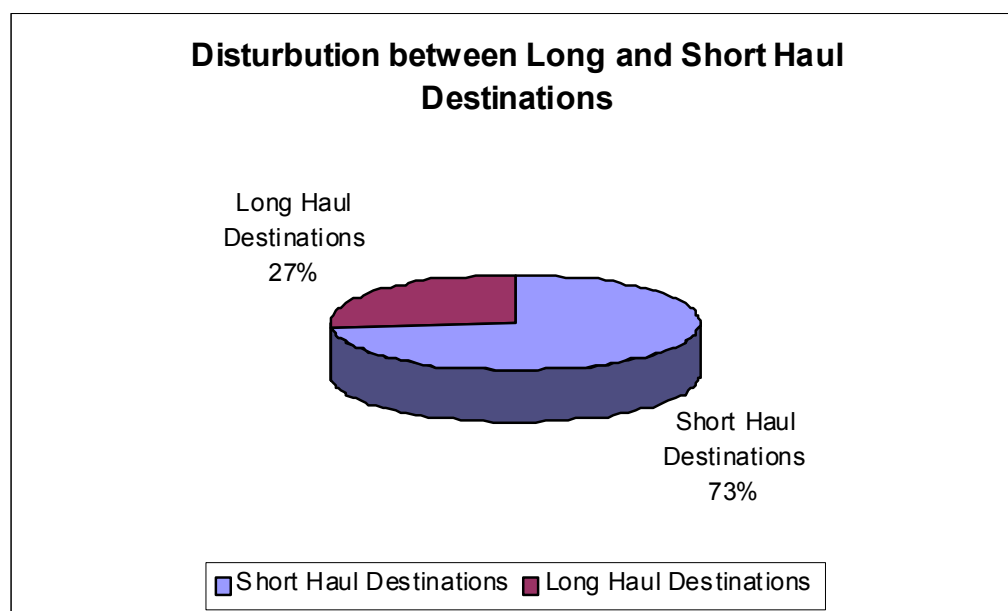 Disturbution between Long and Short Haul
Destinations
Long Haul
Destinations
27%
Short Haul
Destinations
73%
Short Haul Destinations Long Haul Destinations